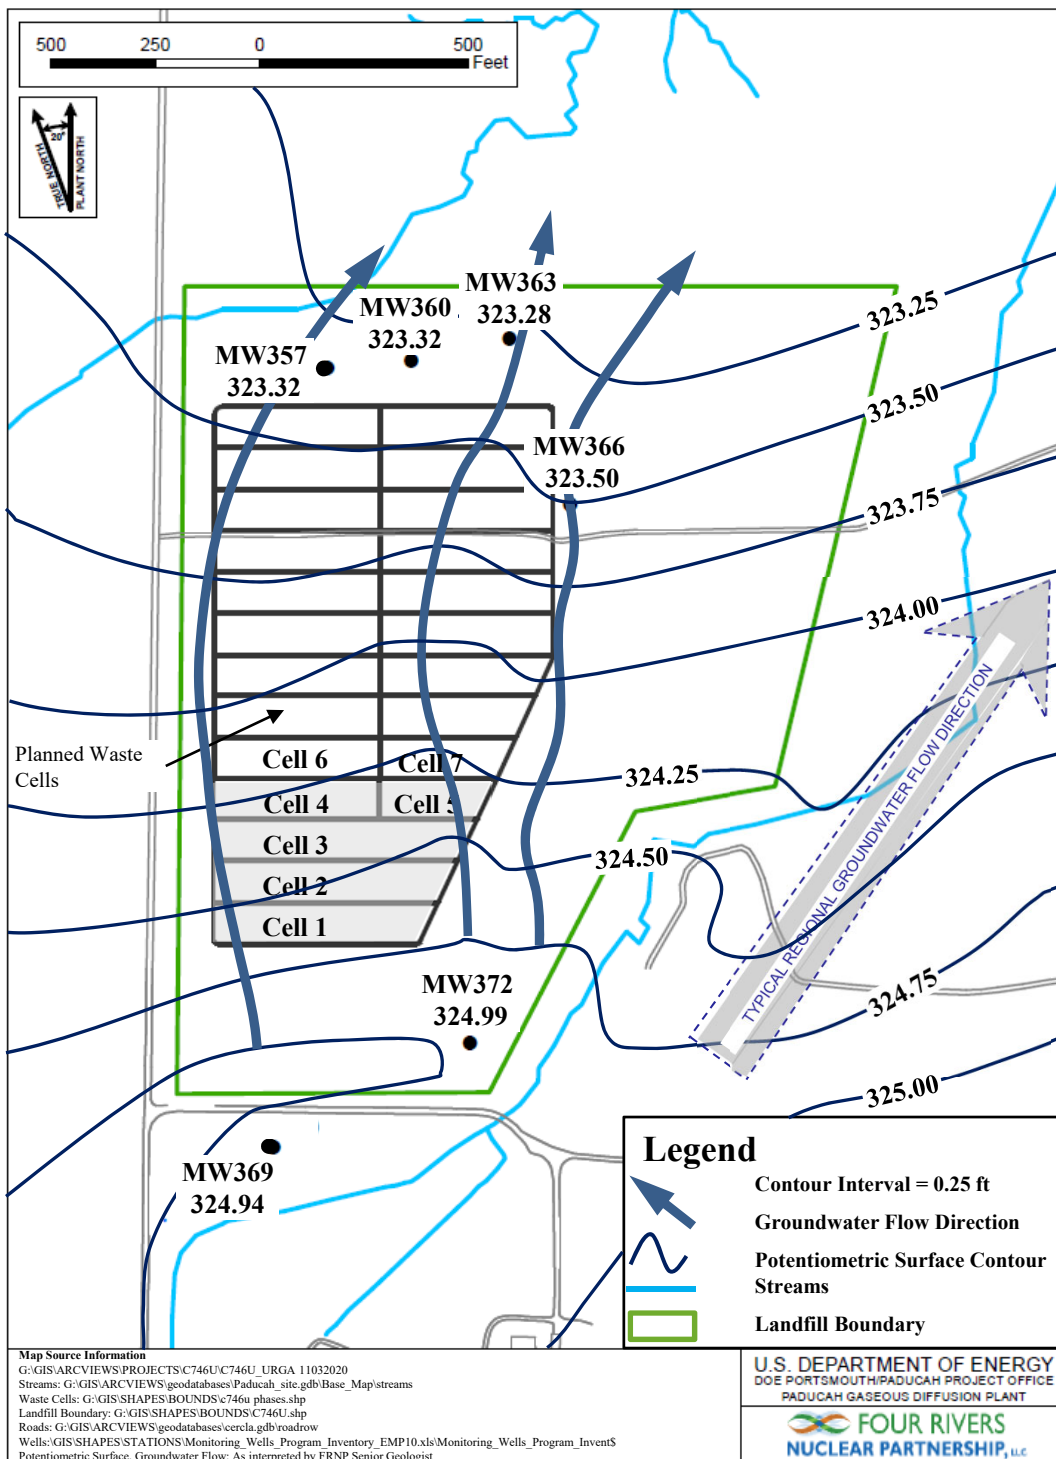 500 250 0 500
Feet
20°
TRUE NORTH
PLANT NORTH
MW363
323.28
MW360
323.32
MW357
323.32
323.25
323.50
MW366
323.50
323.75
324.00
Planned Waste
Cells
Cell 6
Cell 7
324.25
Cell 4
Cell 5
Cell 3
324.50
Cell 2
Cell 1
TYPICAL REGIONAL GROUNDWATER FLOW DIRECTION
MW372
324.99
324.75
325.00
MW369
324.94
Legend
Contour Interval = 0.25 ft
Groundwater Flow Direction
Potentiometric Surface Contour
Streams
Landfill Boundary
Map Source Information
G:\GIS\ARCVIEWS\PROJECTS\C746U\C746U_URGA 11032020
Streams: G:\GIS\ARCVIEWS\geodatabases\Paducah_site.gdb\Base_Map\streams
Waste Cells: G:\GIS\SHAPES\BOUNDS\c746u phases.shp
Landfill Boundary: G:\GIS\SHAPES\BOUNDS\C746U.shp
Roads: G:\GIS\ARCVIEWS\geodatabases\cercla.gdb\roadrow
Wells:\GIS\SHAPES\STATIONS\Monitoring_Wells_Program_Inventory_EMP10.xls\Monitoring_Wells_Program_Invent$
Potentiometric Surface, Groundwater Flow: As interpreted by FRNP Senior Geologist
U.S. DEPARTMENT OF ENERGY
DOE PORTSMOUTH/PADUCAH PROJECT OFFICE
PADUCAH GASEOUS DIFFUSION PLANT
FOUR RIVERS
NUCLEAR PARTNERSHIP, LLC